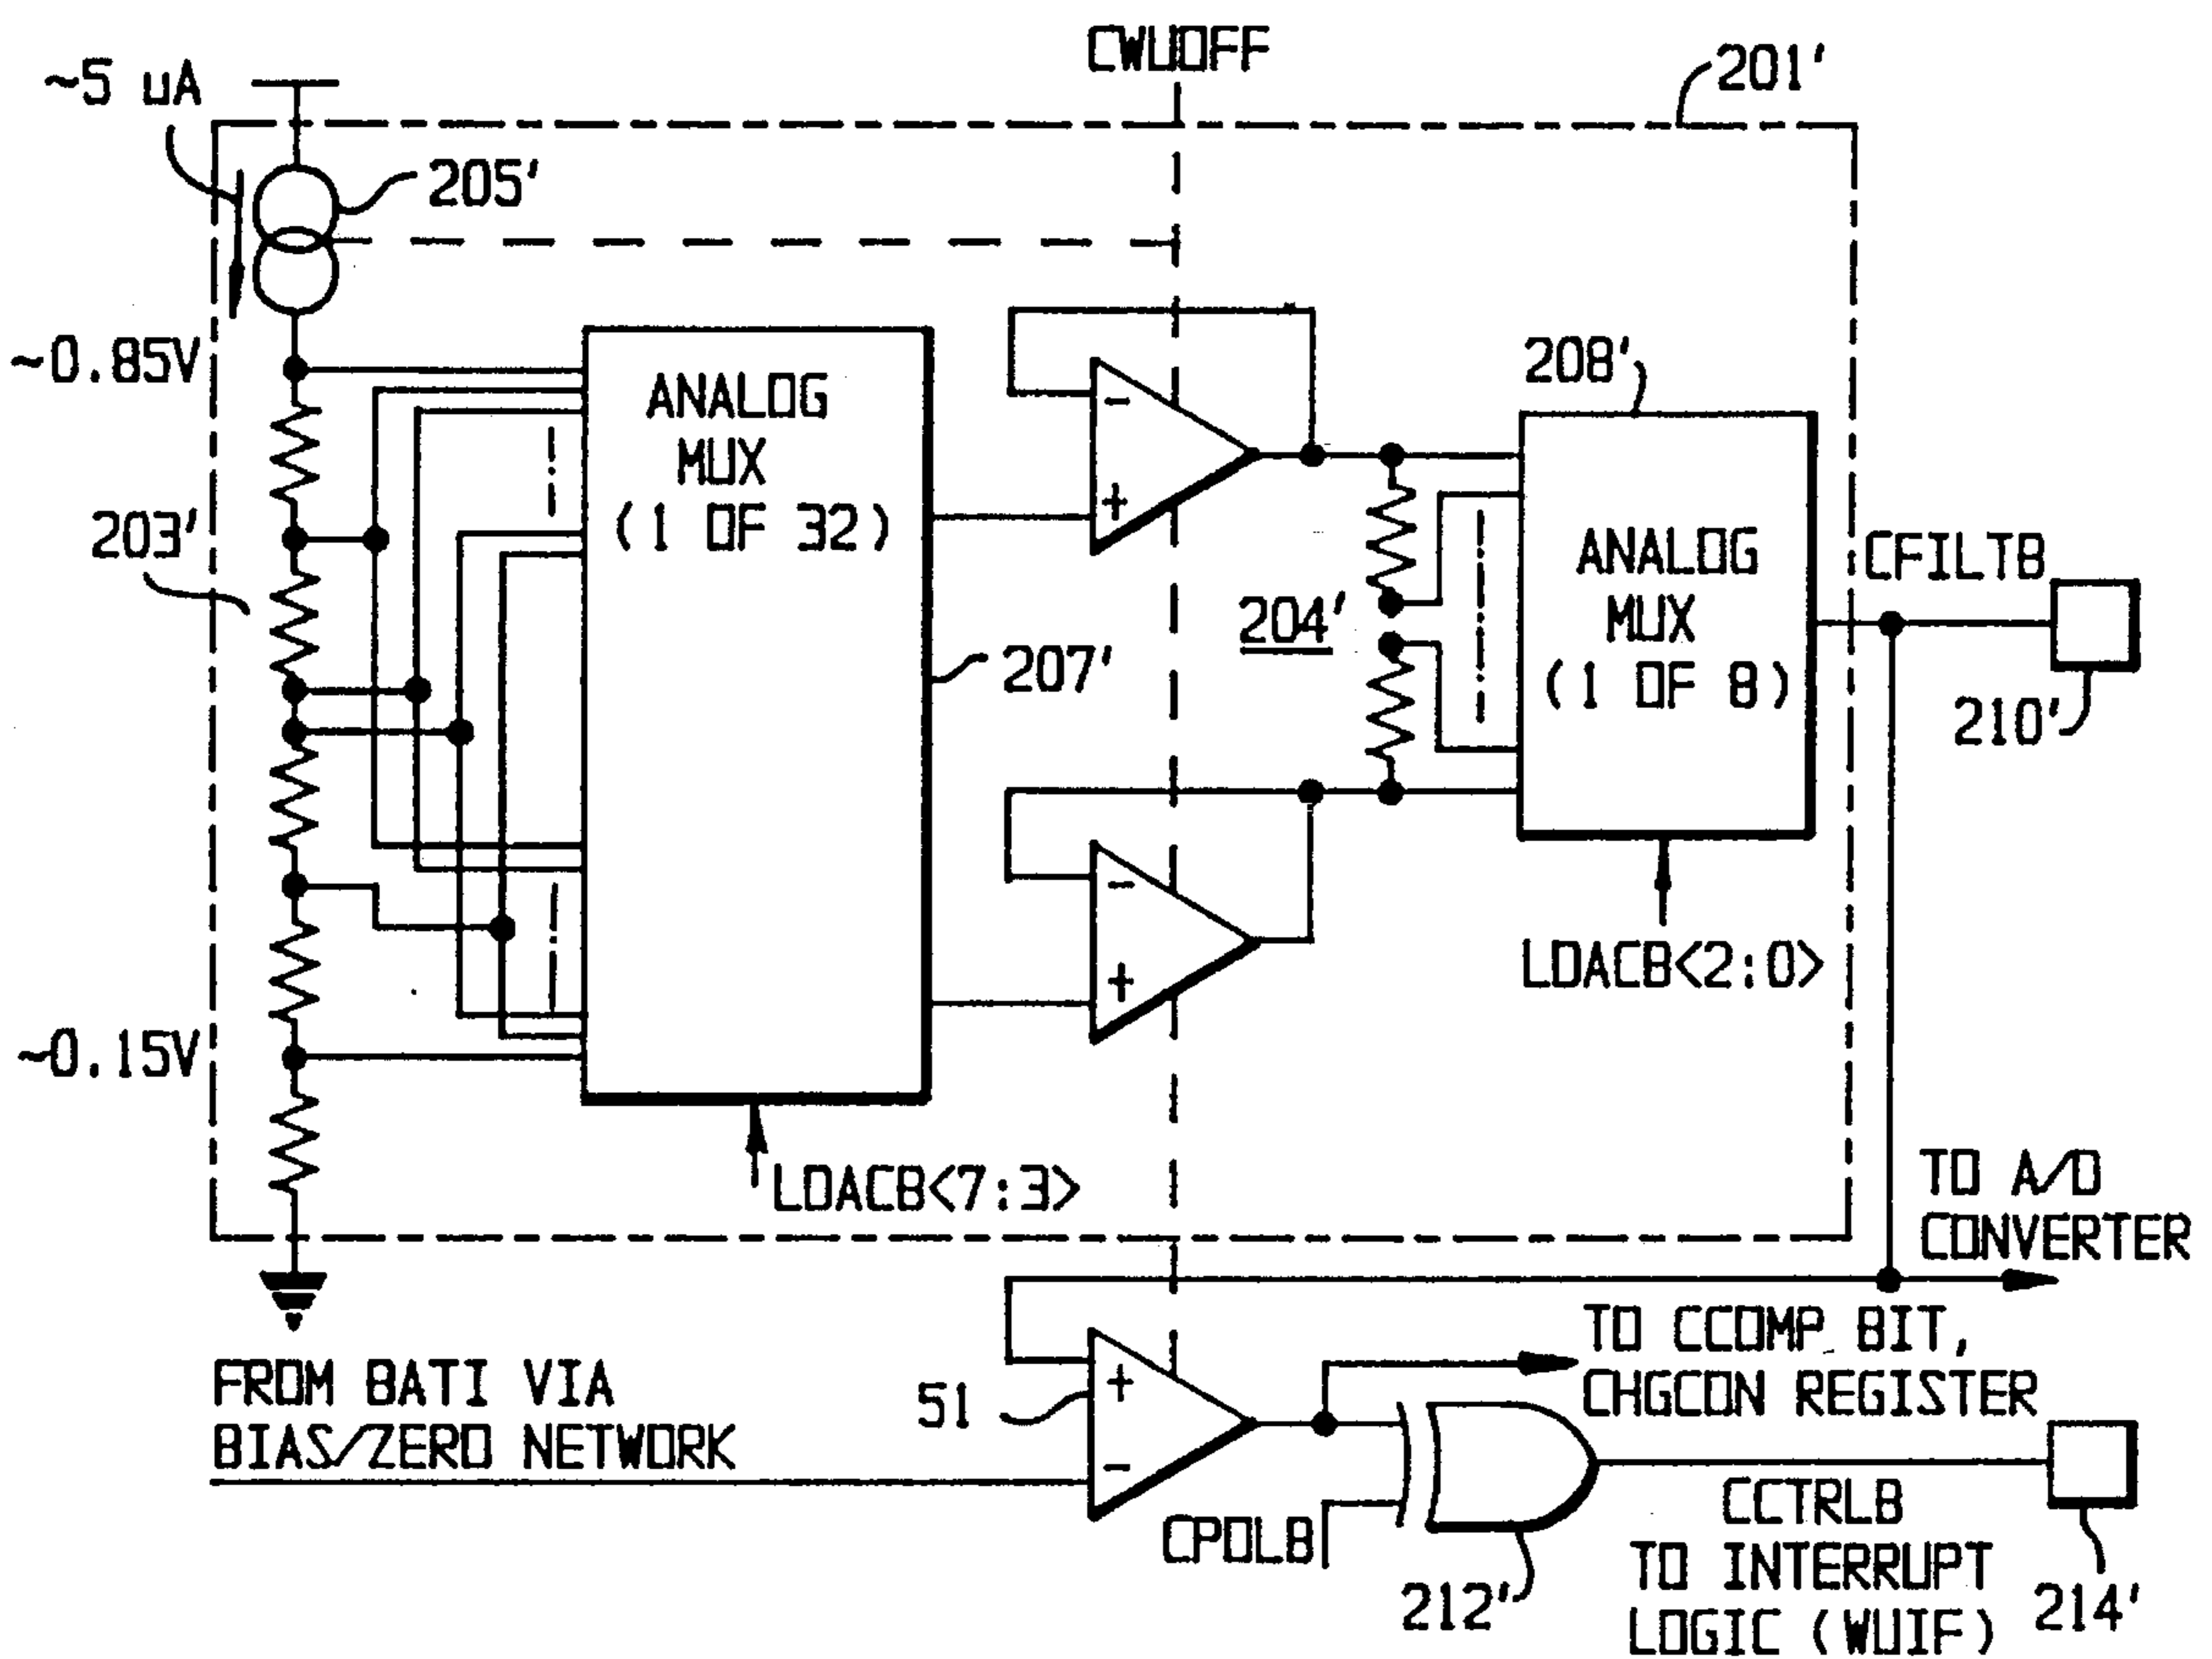 CWUOFF
~5 uA
201'
205'
~0.85V
ANALOG
MUX
(1 OF 32)
-
+
208'
203'
ANALOG
MUX
(1 OF 8)
CFILTB
204'
207'
210'
-
+
LDACB<2:0>
~0.15V
LDACB<7:3>
TO A/D
CONVERTER
TO CCOMP BIT,
CHGCON REGISTER
FROM BATI VIA
BIAS/ZERO NETWORK
51
+
-
CPOLB
212'
CCTRLB
TO INTERRUPT
LOGIC (WUIF)
214'